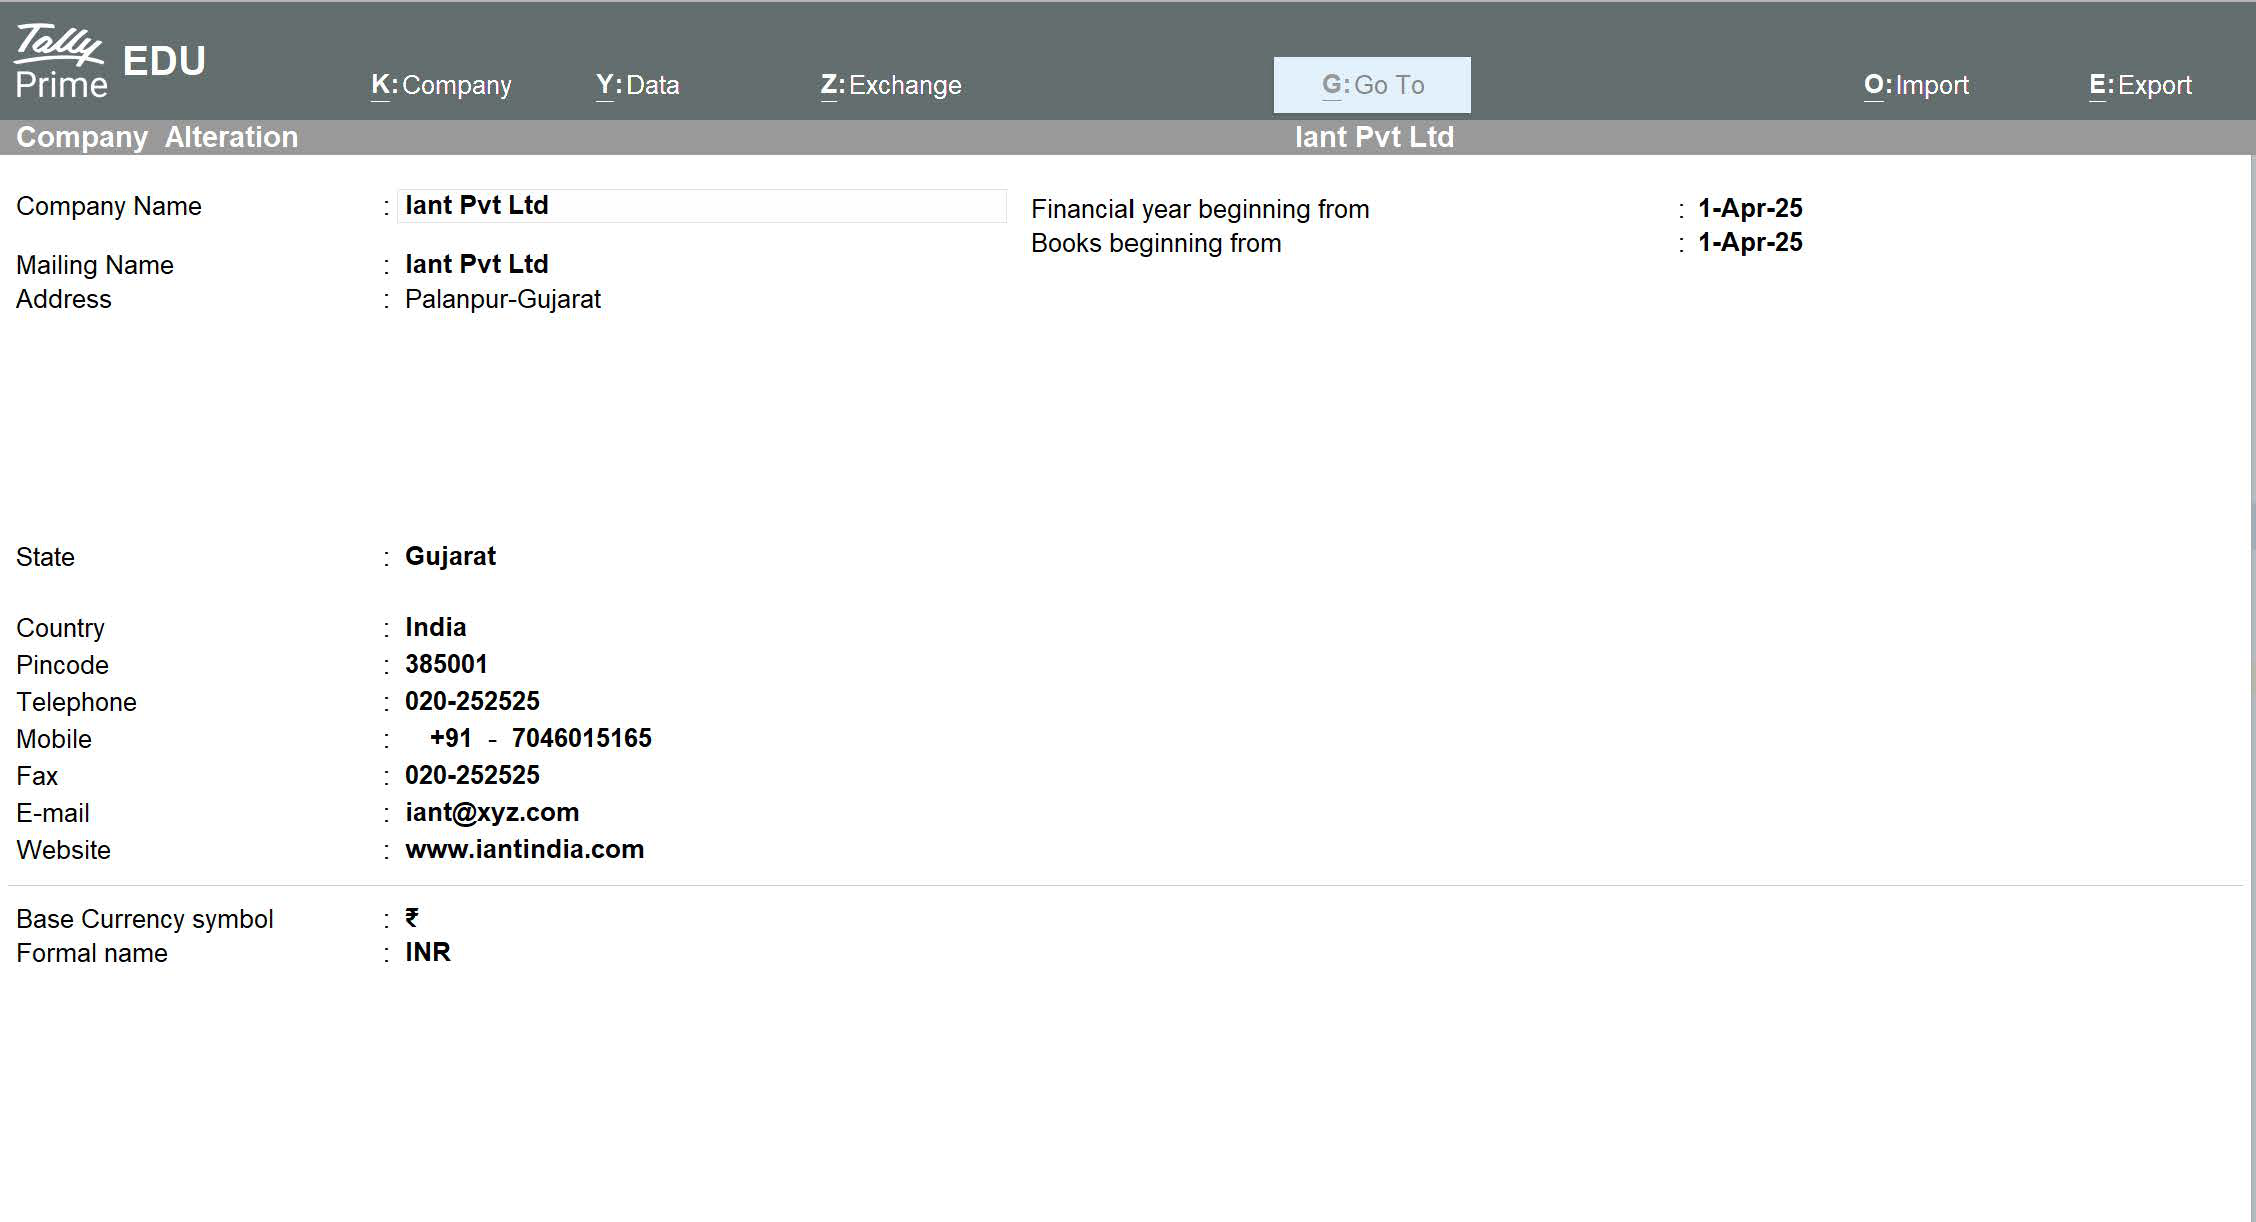 Tally Prime EDU
K: Company Y: Data Z: Exchange G: Go To O: Import E: Export
Company Alteration Iant Pvt Ltd
Company Name : Iant Pvt Ltd
Financial year beginning from : 1-Apr-25
Books beginning from : 1-Apr-25
Mailing Name : Iant Pvt Ltd
Address : Palanpur-Gujarat
State : Gujarat
Country : India
Pincode : 385001
Telephone : 020-252525
Mobile : +91 - 7046015165
Fax : 020-252525
E-mail : iant@xyz.com
Website : www.iantindia.com
Base Currency symbol : ₹
Formal name : INR